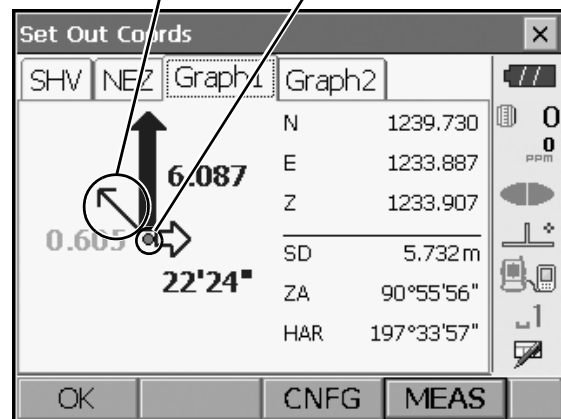 Set Out Coords
SHV NEZ Graph1 Graph2
N 1239.730
E 1233.887
Z 1233.907
SD 5.732m
ZA 90°55'56"
HAR 197°33'57"
6.087
0.605
22'24"
0
0
PPM
1
OK CNFG MEAS